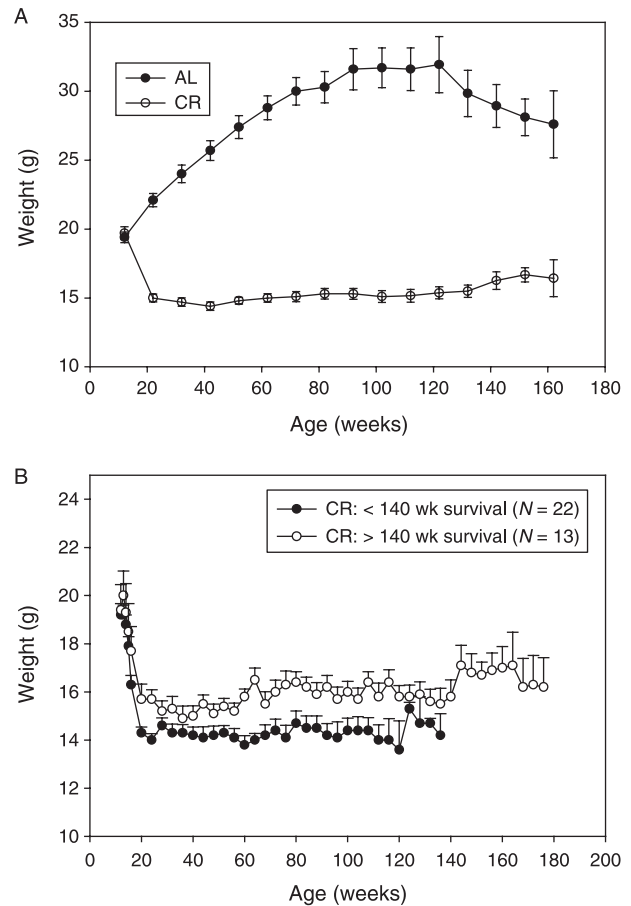 A
35
30
25
20
15
10
Weight (g)
AL
CR
0 20 40 60 80 100 120 140 160 180
Age (weeks)
B
24
22
20
18
16
14
12
10
Weight (g)
CR: < 140 wk survival (N = 22)
CR: > 140 wk survival (N = 13)
0 20 40 60 80 100 120 140 160 180 200
Age (weeks)